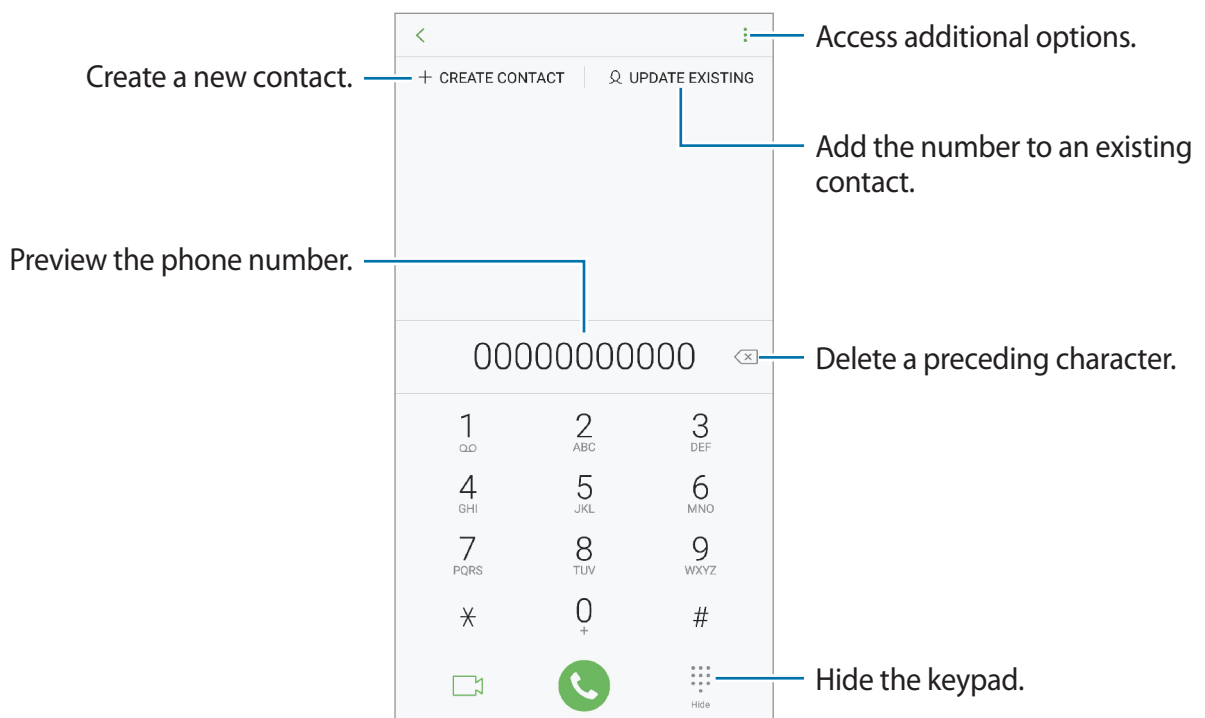 Access additional options.
Create a new contact.
CREATE CONTACT
UPDATE EXISTING
Add the number to an existing
contact.
Preview the phone number.
00000000000
Delete a preceding character.
1 2 3
ABC DEF
4 5 6
GHI JKL MNO
7 8 9
PQRS TUV WXYZ
* 0 #
+
Hide the keypad.
Hide